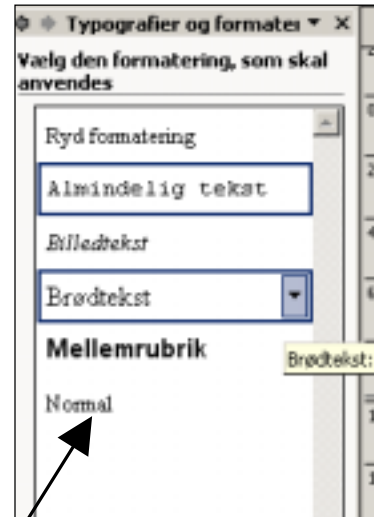 Typografier og formater
Vælg den formatering, som skal
anvendes
Ryd formatering
Almindelig tekst
Billedtekst
Brødtekst
Mellemrubrik
Brødtekst:
Normal